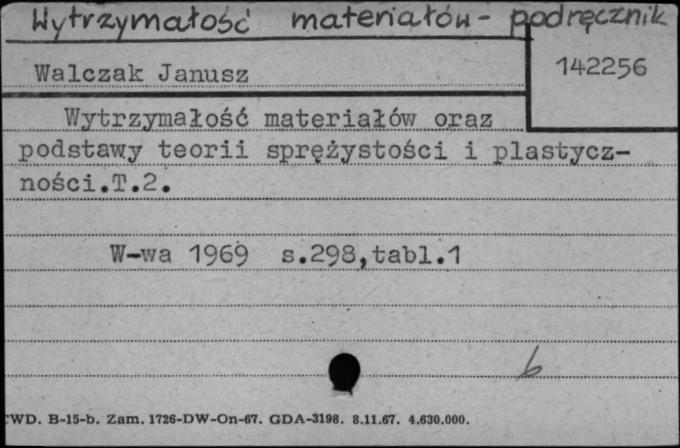 Wytrzymałość materiałów - podręcznik
Walczak Janusz
142256
Wytrzymałość materiałów oraz
podstawy teorii sprężystości i plastycz-
ności.T.2.
W-wa 1969 s.298,tabl.1
b
CWD. B-15-b. Zam. 1726-DW-On-67. GDA-3198. 8.11.67. 4.630.000.